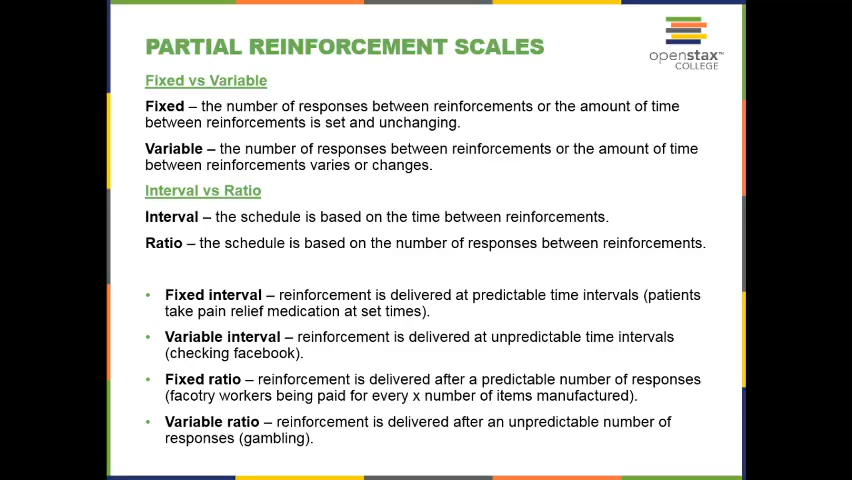 PARTIAL REINFORCEMENT SCALES
openstax™
COLLEGE
Fixed vs Variable
Fixed – the number of responses between reinforcements or the amount of time
between reinforcements is set and unchanging.
Variable – the number of responses between reinforcements or the amount of time
between reinforcements varies or changes.
Interval vs Ratio
Interval – the schedule is based on the time between reinforcements.
Ratio – the schedule is based on the number of responses between reinforcements.
• Fixed interval – reinforcement is delivered at predictable time intervals (patients
take pain relief medication at set times).
• Variable interval – reinforcement is delivered at unpredictable time intervals
(checking facebook).
• Fixed ratio – reinforcement is delivered after a predictable number of responses
(facotry workers being paid for every x number of items manufactured).
• Variable ratio – reinforcement is delivered after an unpredictable number of
responses (gambling).